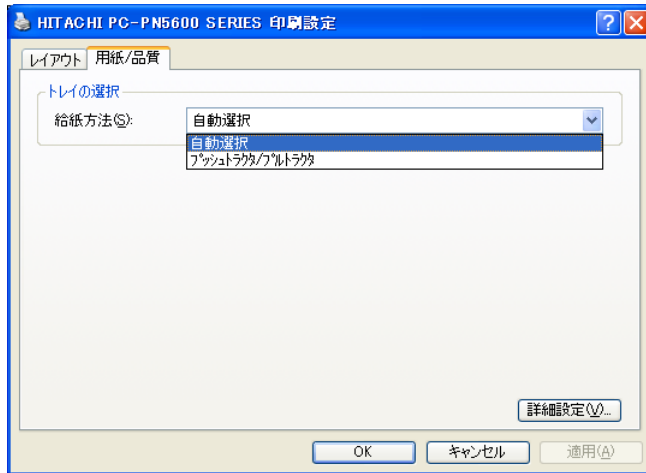 HITACHI PC-PN5600 SERIES 印刷設定
レイアウト 用紙/品質
トレイの選択
給紙方法(S): 自動選択
自動選択
プッシュトラクタ/プルトラクタ
詳細設定(V)...
OK キャンセル 適用(A)